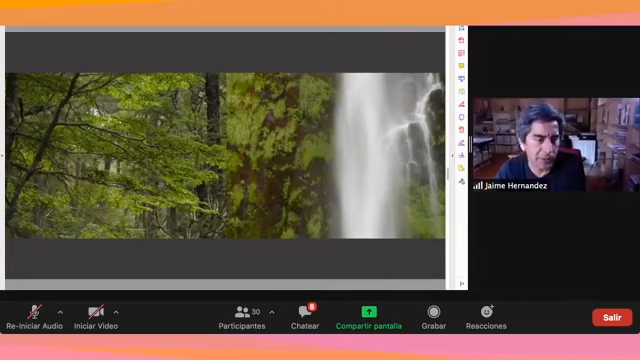 Jaime Hernandez
30
8
Re-Iniciar Audio
Iniciar Video
Participantes
Chatear
Compartir pantalla
Grabar
Reacciones
Salir